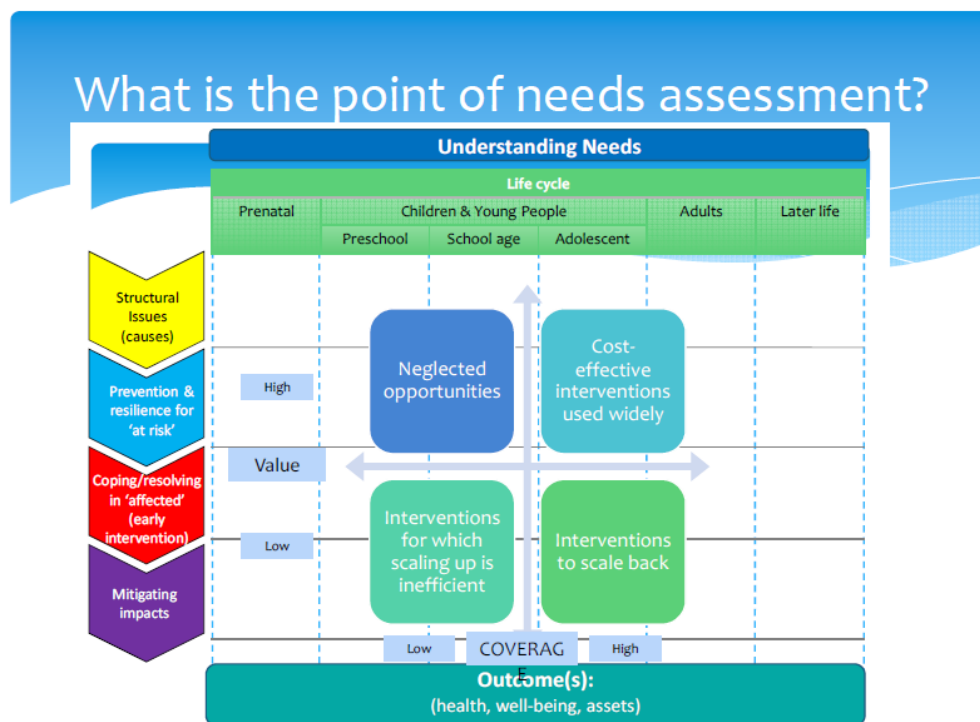 What is the point of needs assessment?
Understanding Needs
Life cycle
Prenatal
Children & Young People
Adults
Later life
Preschool
School age
Adolescent
Structural
Issues
(causes)
Prevention &
resilience for
‘at risk’
Coping/resolving
in ‘affected’
(early
intervention)
Mitigating
impacts
High
Value
Low
Neglected
opportunities
Cost-
effective
interventions
used widely
Interventions
for which
scaling up is
inefficient
Interventions
to scale back
Low
COVERAG
E
High
Outcome(s):
(health, well-being, assets)